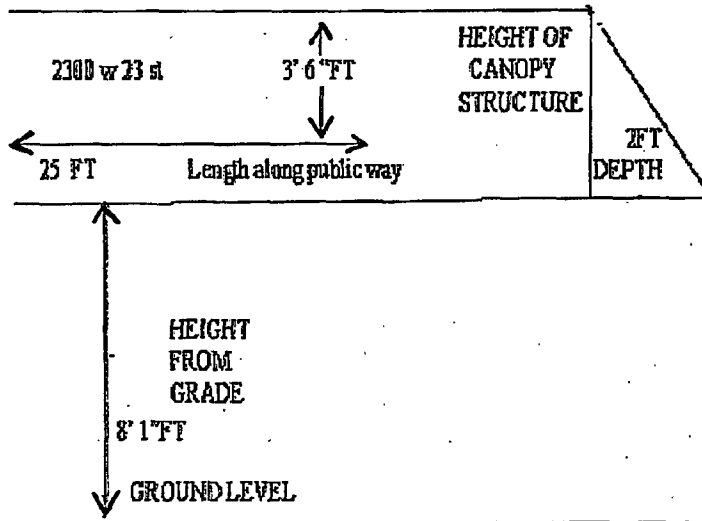 2300 w 23 st
3' 6"FT
HEIGHT OF
CANOPY
STRUCTURE
25 FT
Length along public way
2FT
DEPTH
HEIGHT
FROM
GRADE
8' 1"FT
GROUND LEVEL